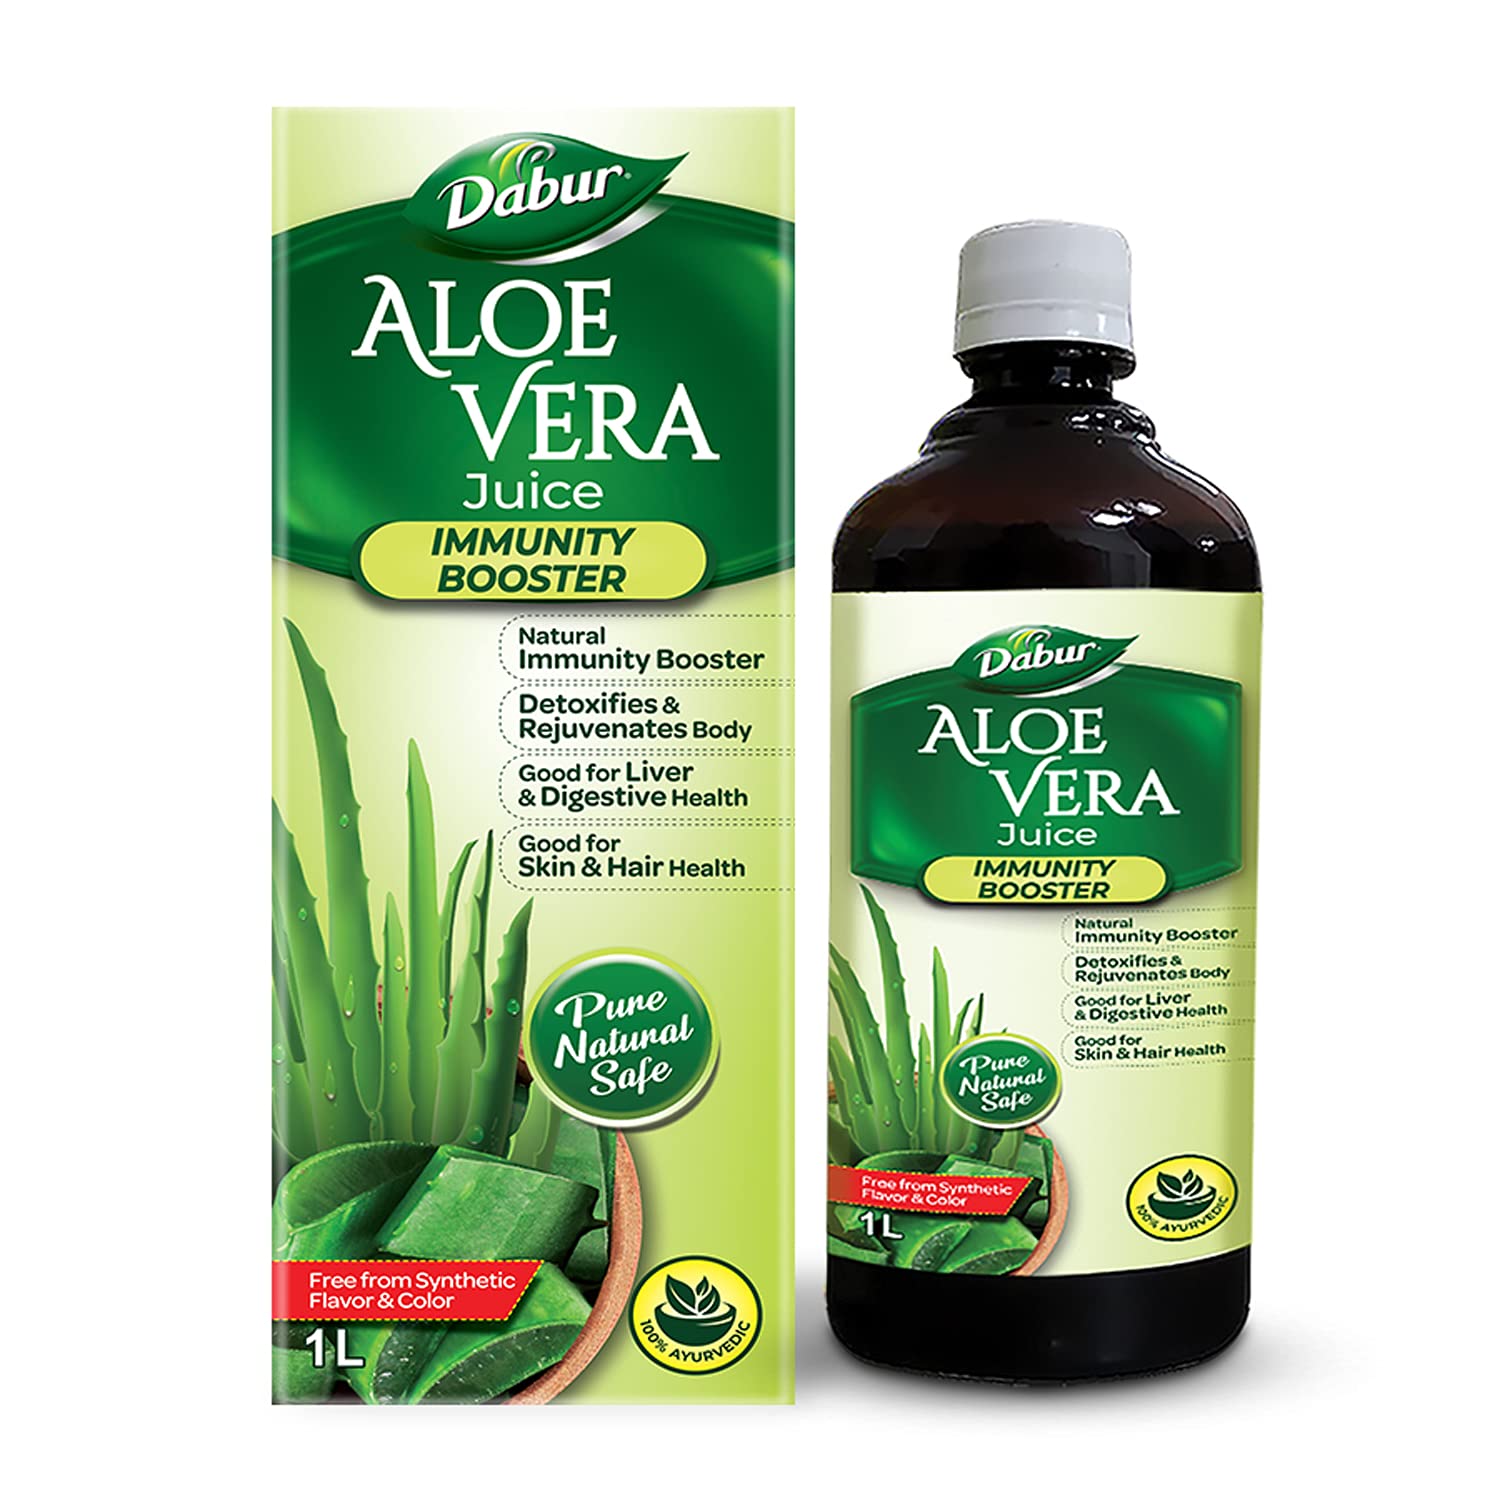 Dabur
ALOE
VERA
Juice
IMMUNITY
BOOSTER
Natural
Immunity Booster
Detoxifies &
Rejuvenates Body
Good for Liver
& Digestive Health
Good for
Skin & Hair Health
Pure
Natural
Safe
Free from Synthetic
Flavor & Color
1L
100% AYURVEDIC
Dabur
ALOE
VERA
Juice
IMMUNITY
BOOSTER
Natural
Immunity Booster
Detoxifies &
Rejuvenates Body
Good for Liver
& Digestive Health
Good for
Skin & Hair Health
Pure
Natural
Safe
Free from Synthetic
Flavor & Color
1L
100% AYURVEDIC